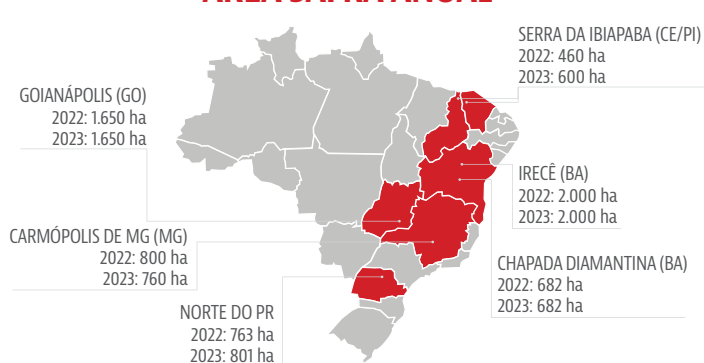 ÁREA SAFRA ANUAL
SERRA DA IBIAPABA (CE/PI)
2022: 460 ha
2023: 600 ha
GOIANÁPOLIS (GO)
2022: 1.650 ha
2023: 1.650 ha
IRECÊ (BA)
2022: 2.000 ha
2023: 2.000 ha
CARMÓPOLIS DE MG (MG)
2022: 800 ha
2023: 760 ha
CHAPADA DIAMANTINA (BA)
2022: 682 ha
2023: 682 ha
NORTE DO PR
2022: 763 ha
2023: 801 ha